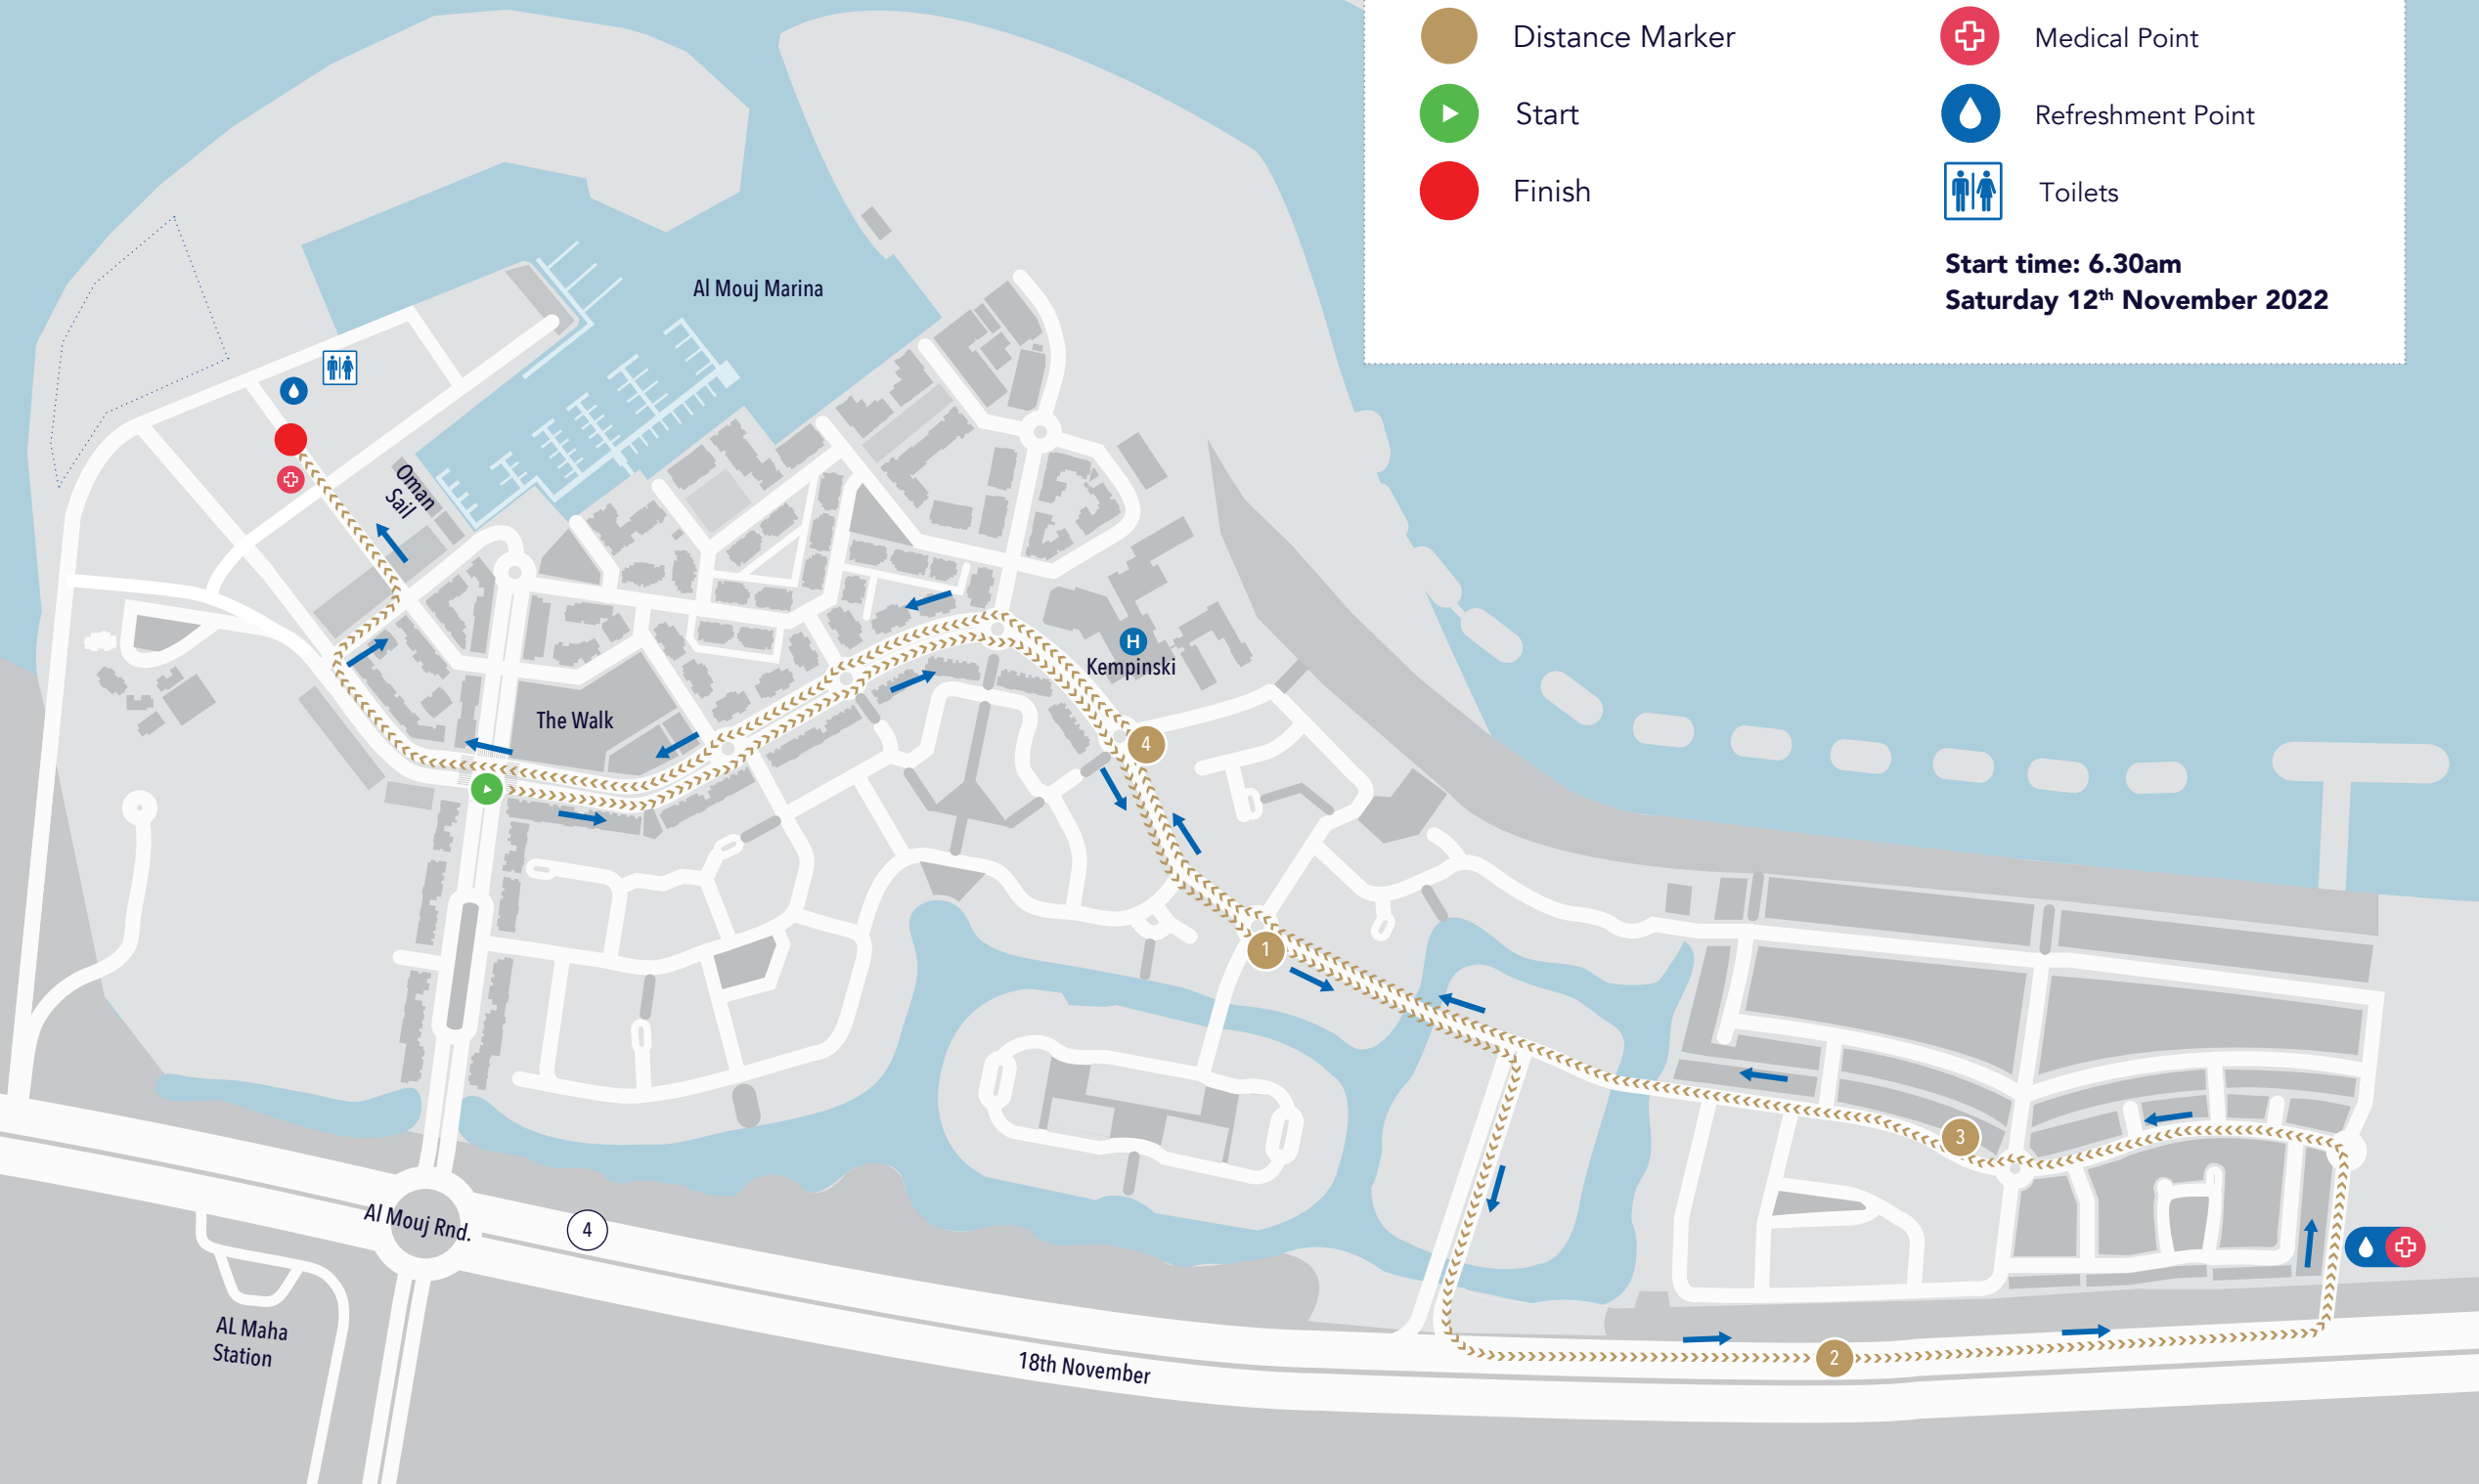 Distance Marker
Medical Point
Start
Refreshment Point
Finish
Toilets
Start time: 6.30am
Saturday 12th November 2022
Al Mouj Marina
Oman
Sail
H
Kempinski
The Walk
4
1
3
Al Mouj Rnd.
4
AL Maha
Station
18th November
2